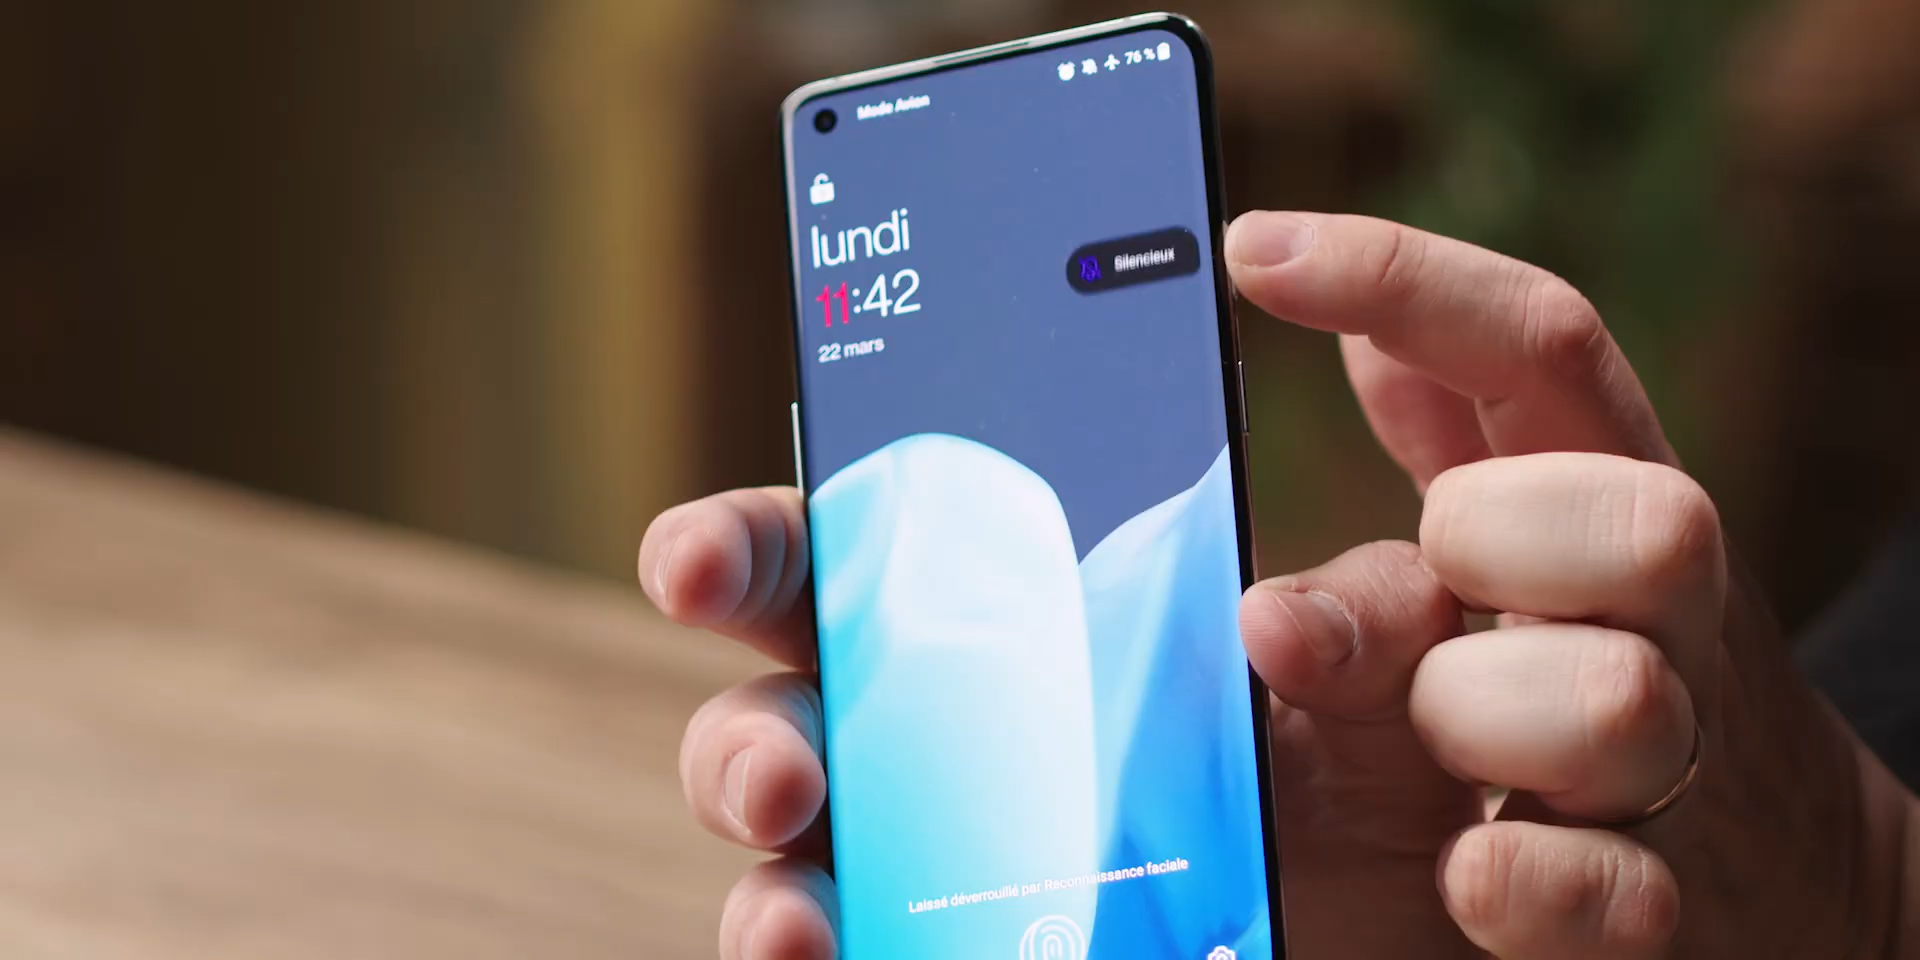 76 %
Mode Avion
lundi
11:42
22 mars
Silencieux
Laissé déverrouillé par Reconnaissance faciale